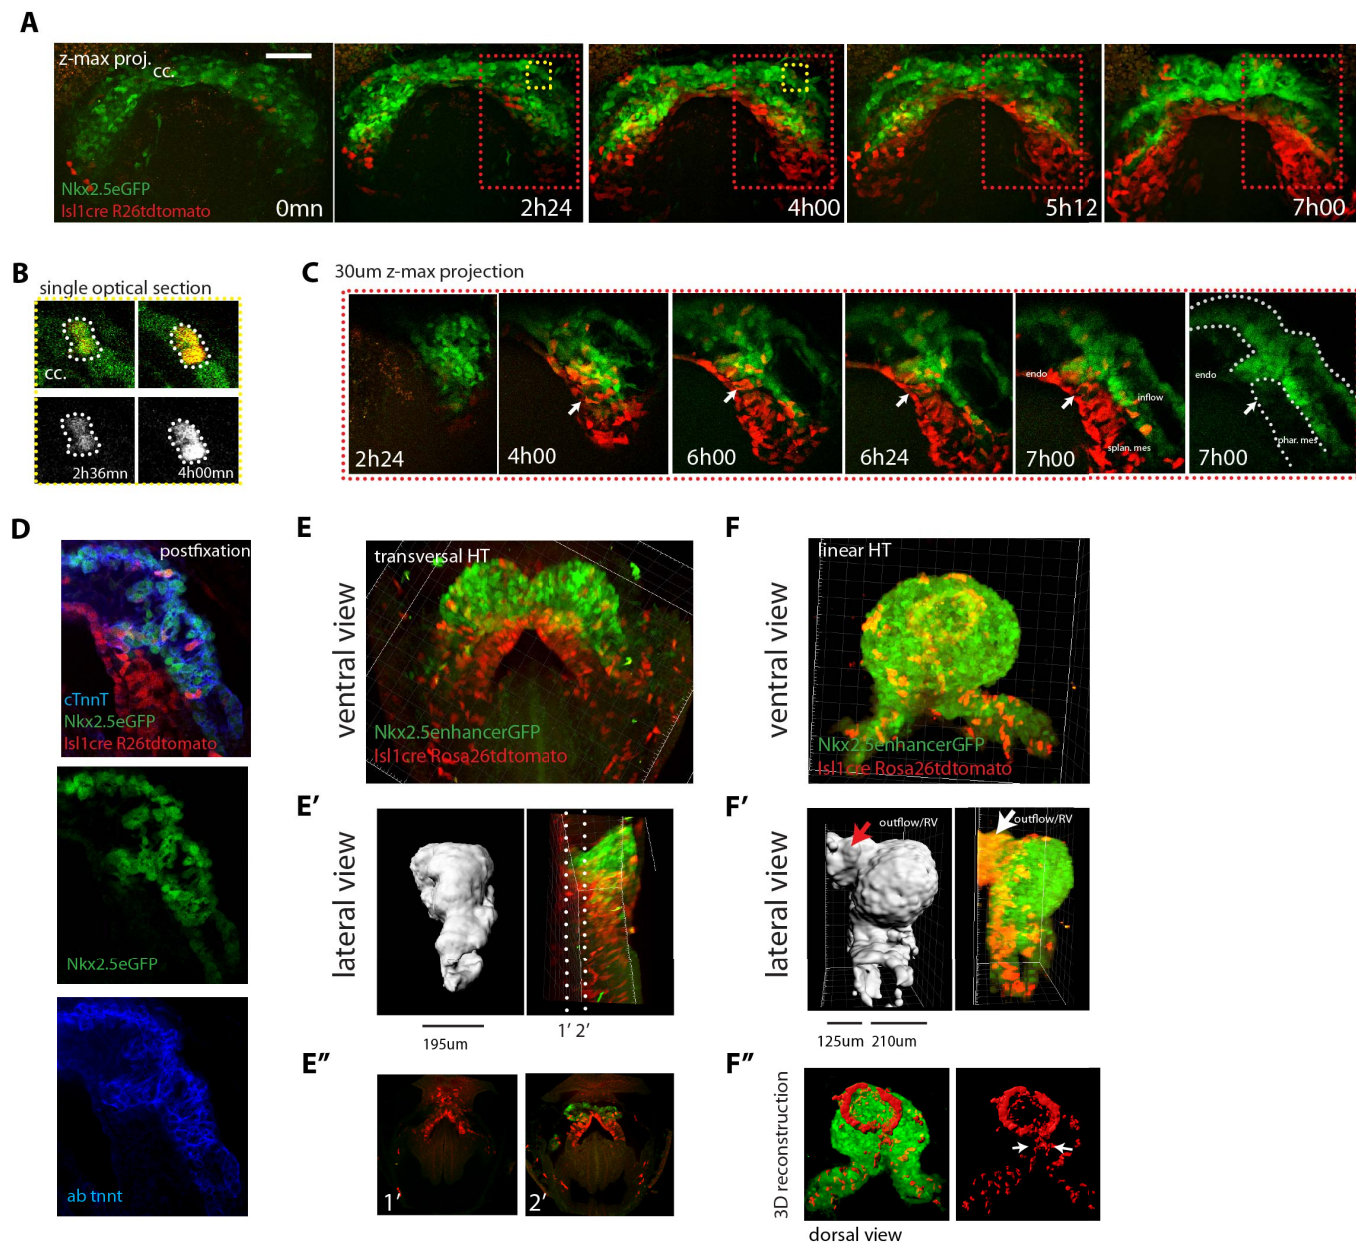 A
z-max proj.
cc.
Nkx2.5eGFP
Isl1cre R26tdtomato
0mn
2h24
4h00
5h12
7h00
B
single optical section
cc.
2h36mn
4h00mn
C
30um z-max projection
2h24
4h00
6h00
6h24
endo
inflow
splan. mes
7h00
endo
phar. mes
7h00
D
postfixation
cTnnT
Nkx2.5eGFP
Isl1cre R26tdtomato
Nkx2.5eGFP
ab tnnt
E
ventral view
transversal HT
Nkx2.5enhancerGFP
Isl1cre Rosa26tdtomato
E′
lateral view
195um
1′ 2′
E″
1′
2′
F
ventral view
linear HT
Nkx2.5enhancerGFP
Isl1cre Rosa26tdtomato
F′
lateral view
outflow/RV
outflow/RV
125um
210um
F″
3D reconstruction
dorsal view